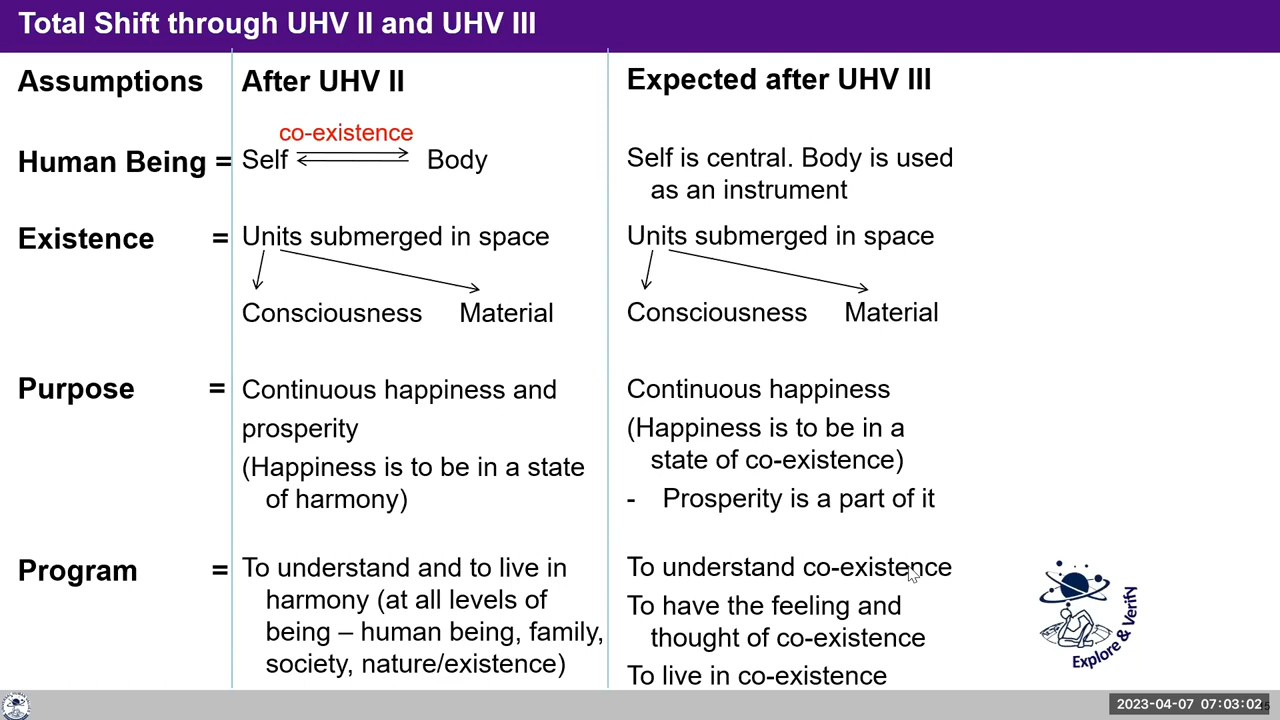 Total Shift through UHV II and UHV III
Assumptions
After UHV II
Expected after UHV III
Human Being =
co-existence
Self
Body
Self is central. Body is used
as an instrument
Existence =
Units submerged in space
Consciousness
Material
Units submerged in space
Consciousness
Material
Purpose =
Continuous happiness and
prosperity
(Happiness is to be in a state
of harmony)
Continuous happiness
(Happiness is to be in a
state of co-existence)
- Prosperity is a part of it
Program =
To understand and to live in
harmony (at all levels of
being – human being, family,
society, nature/existence)
To understand co-existence
To have the feeling and
thought of co-existence
To live in co-existence
Explore & Verify
2023-04-07 07:03:02